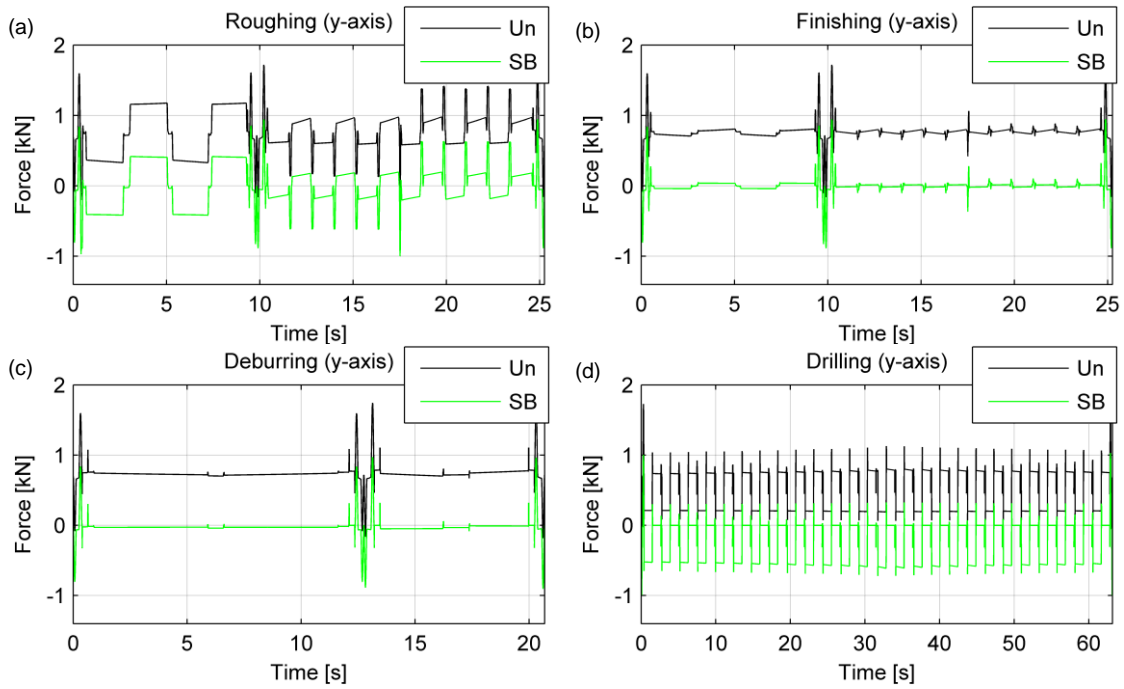 (a) Roughing (y-axis)
Un
SB
2
1
0
-1
Force [kN]
0 5 10 15 20 25
Time [s]
(b) Finishing (y-axis)
Un
SB
2
1
0
-1
Force [kN]
0 5 10 15 20 25
Time [s]
(c) Deburring (y-axis)
Un
SB
2
1
0
-1
Force [kN]
0 5 10 15 20
Time [s]
(d) Drilling (y-axis)
Un
SB
2
1
0
-1
Force [kN]
0 10 20 30 40 50 60
Time [s]